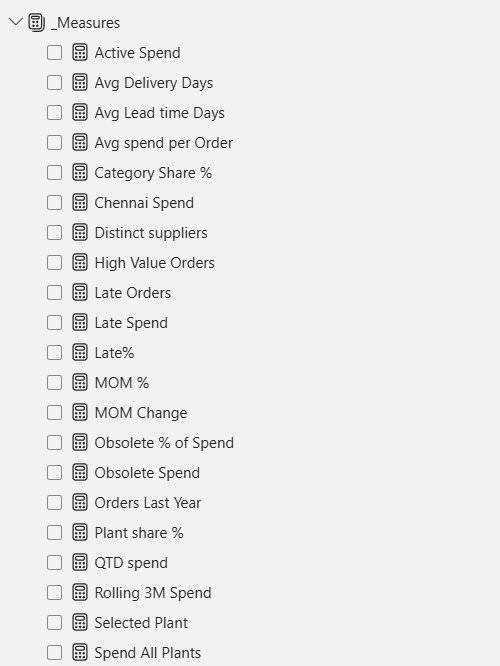 _Measures
Active Spend
Avg Delivery Days
Avg Lead time Days
Avg spend per Order
Category Share %
Chennai Spend
Distinct suppliers
High Value Orders
Late Orders
Late Spend
Late%
MOM %
MOM Change
Obsolete % of Spend
Obsolete Spend
Orders Last Year
Plant share %
QTD spend
Rolling 3M Spend
Selected Plant
Spend All Plants